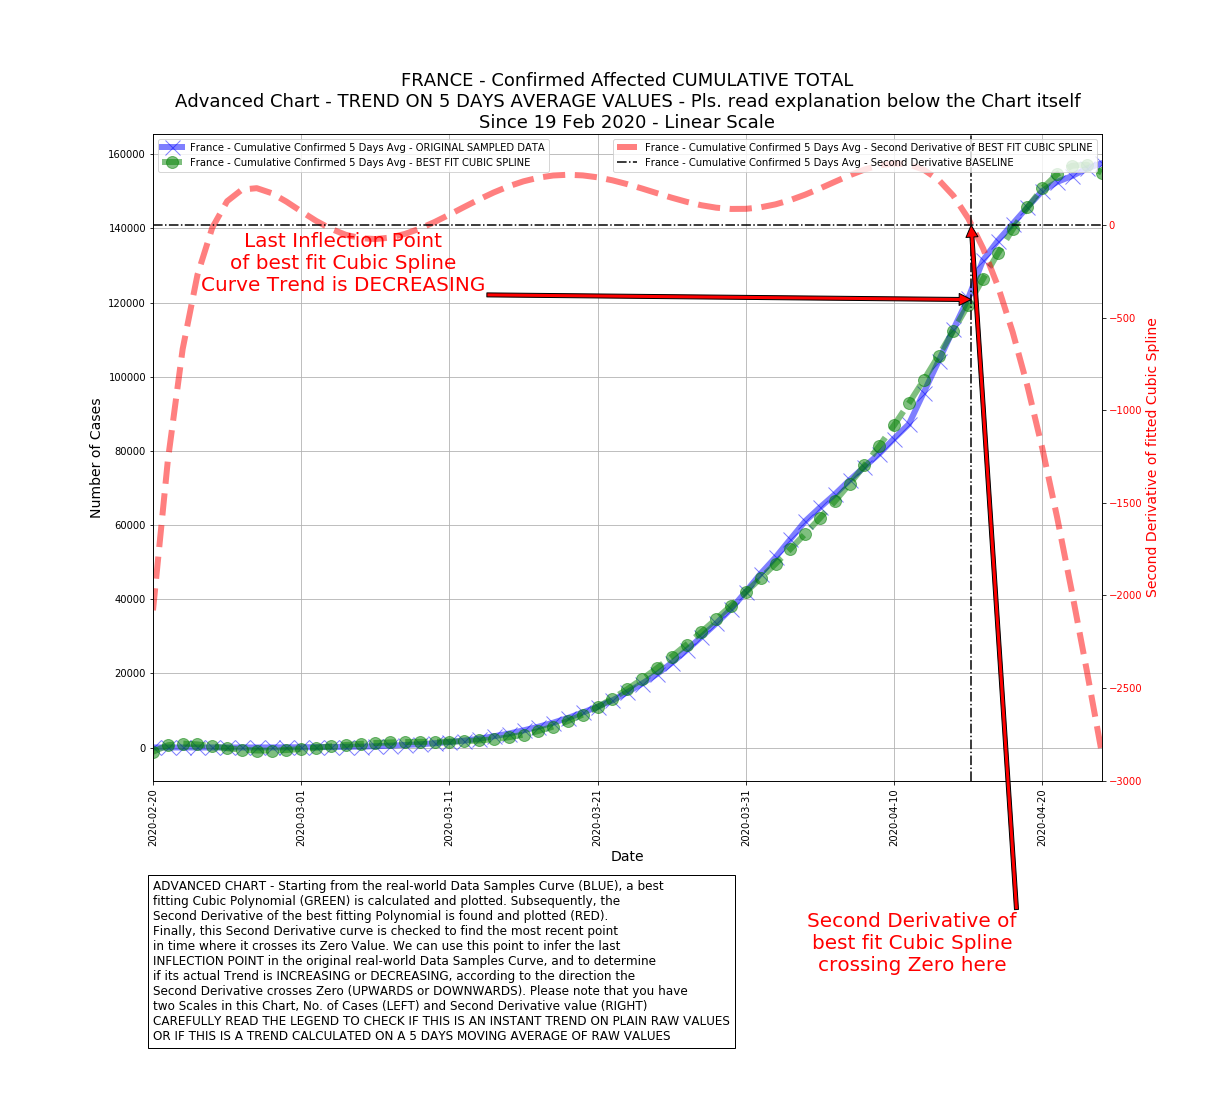 FRANCE - Confirmed Affected CUMULATIVE TOTAL
Advanced Chart - TREND ON 5 DAYS AVERAGE VALUES - Pls. read explanation below the Chart itself
Since 19 Feb 2020 - Linear Scale
France - Cumulative Confirmed 5 Days Avg - ORIGINAL SAMPLED DATA
France - Cumulative Confirmed 5 Days Avg - BEST FIT CUBIC SPLINE
France - Cumulative Confirmed 5 Days Avg - Second Derivative of BEST FIT CUBIC SPLINE
France - Cumulative Confirmed 5 Days Avg - Second Derivative BASELINE
160000
140000
120000
100000
80000
60000
40000
20000
0
Number of Cases
Last Inflection Point
of best fit Cubic Spline
Curve Trend is DECREASING
0
−500
−1000
−1500
−2000
−2500
−3000
Second Derivative of fitted Cubic Spline
2020-02-20
2020-03-01
2020-03-11
2020-03-21
2020-03-31
2020-04-10
2020-04-20
Date
ADVANCED CHART - Starting from the real-world Data Samples Curve (BLUE), a best
fitting Cubic Polynomial (GREEN) is calculated and plotted. Subsequently, the
Second Derivative of the best fitting Polynomial is found and plotted (RED).
Finally, this Second Derivative curve is checked to find the most recent point
in time where it crosses its Zero Value. We can use this point to infer the last
INFLECTION POINT in the original real-world Data Samples Curve, and to determine
if its actual Trend is INCREASING or DECREASING, according to the direction the
Second Derivative crosses Zero (UPWARDS or DOWNWARDS). Please note that you have
two Scales in this Chart, No. of Cases (LEFT) and Second Derivative value (RIGHT)
CAREFULLY READ THE LEGEND TO CHECK IF THIS IS AN INSTANT TREND ON PLAIN RAW VALUES
OR IF THIS IS A TREND CALCULATED ON A 5 DAYS MOVING AVERAGE OF RAW VALUES
Second Derivative of
best fit Cubic Spline
crossing Zero here